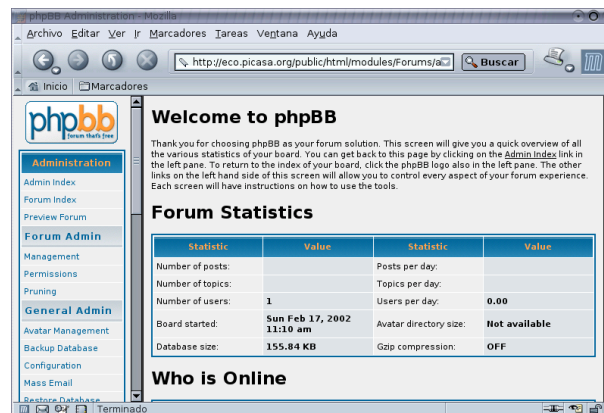 phpBB Administration - Mozilla
Archivo Editar Ver Ir Marcadores Tareas Ventana Ayuda
http://eco.picasa.org/public/html/modules/Forums/a
Buscar
Inicio Marcadores
phpbb
forum that's free
Administration
Admin Index
Forum Index
Preview Forum
Forum Admin
Management
Permissions
Pruning
General Admin
Avatar Management
Backup Database
Configuration
Mass Email
Restore Database
Welcome to phpBB
Thank you for choosing phpBB as your forum solution. This screen will give you a quick overview of all
the various statistics of your board. You can get back to this page by clicking on the Admin Index link in
the left pane. To return to the index of your board, click the phpBB logo also in the left pane. The other
links on the left hand side of this screen will allow you to control every aspect of your forum experience.
Each screen will have instructions on how to use the tools.
Forum Statistics
Statistic Value Statistic Value
Number of posts: Posts per day:
Number of topics: Topics per day:
Number of users: 1 Users per day: 0.00
Board started: Sun Feb 17, 2002
11:10 am Avatar directory size: Not available
Database size: 155.84 KB Gzip compression: OFF
Who is Online
Terminado